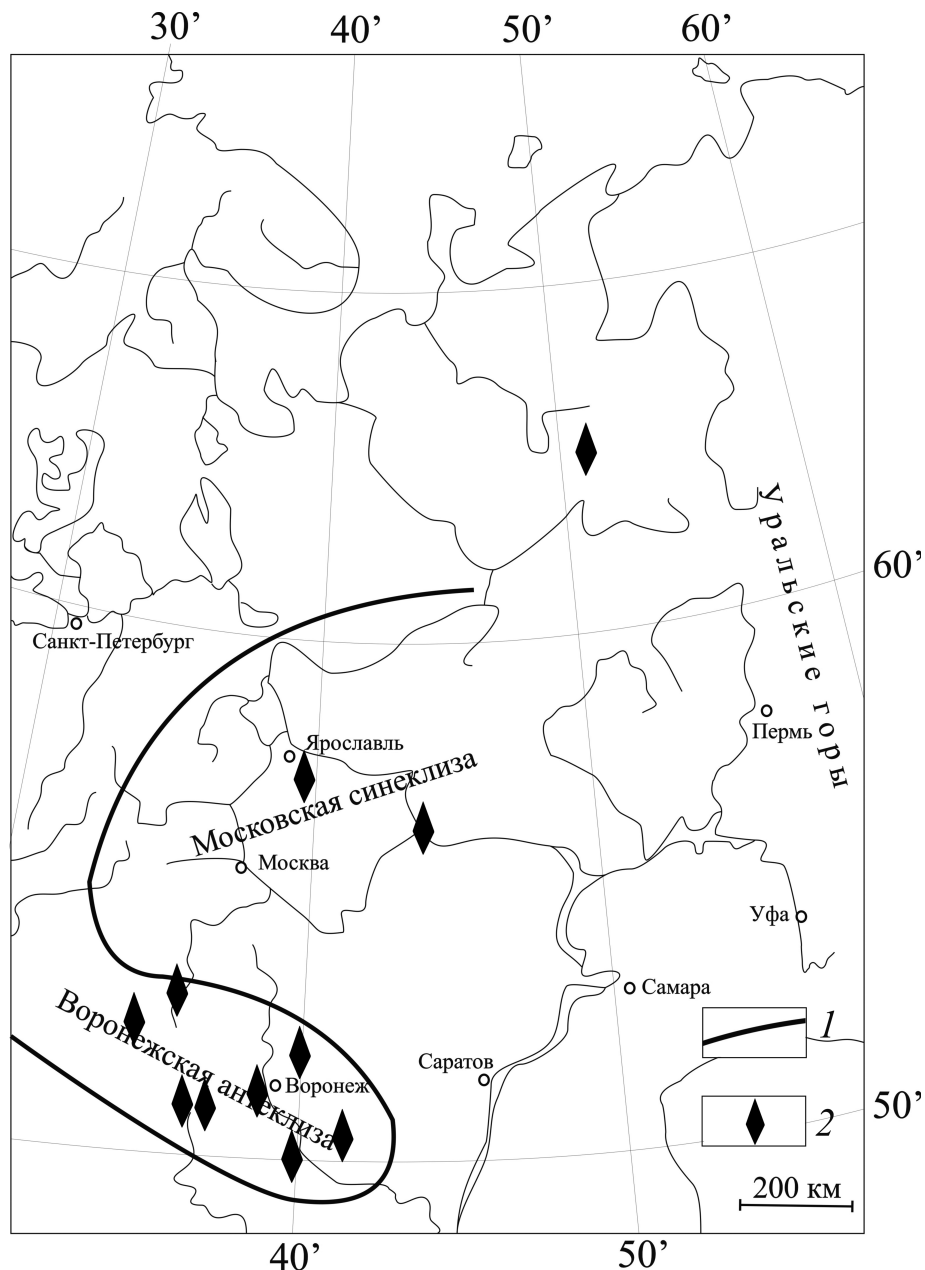 30’ 40’ 50’ 60’
60’
Уральские горы
Санкт-Петербург
Пермь
Ярославль
Московская синеклиза
Москва
Уфа
Самара
Воронежская антеклиза
1
Саратов
Воронеж
50’
2
200 км
40’ 50’